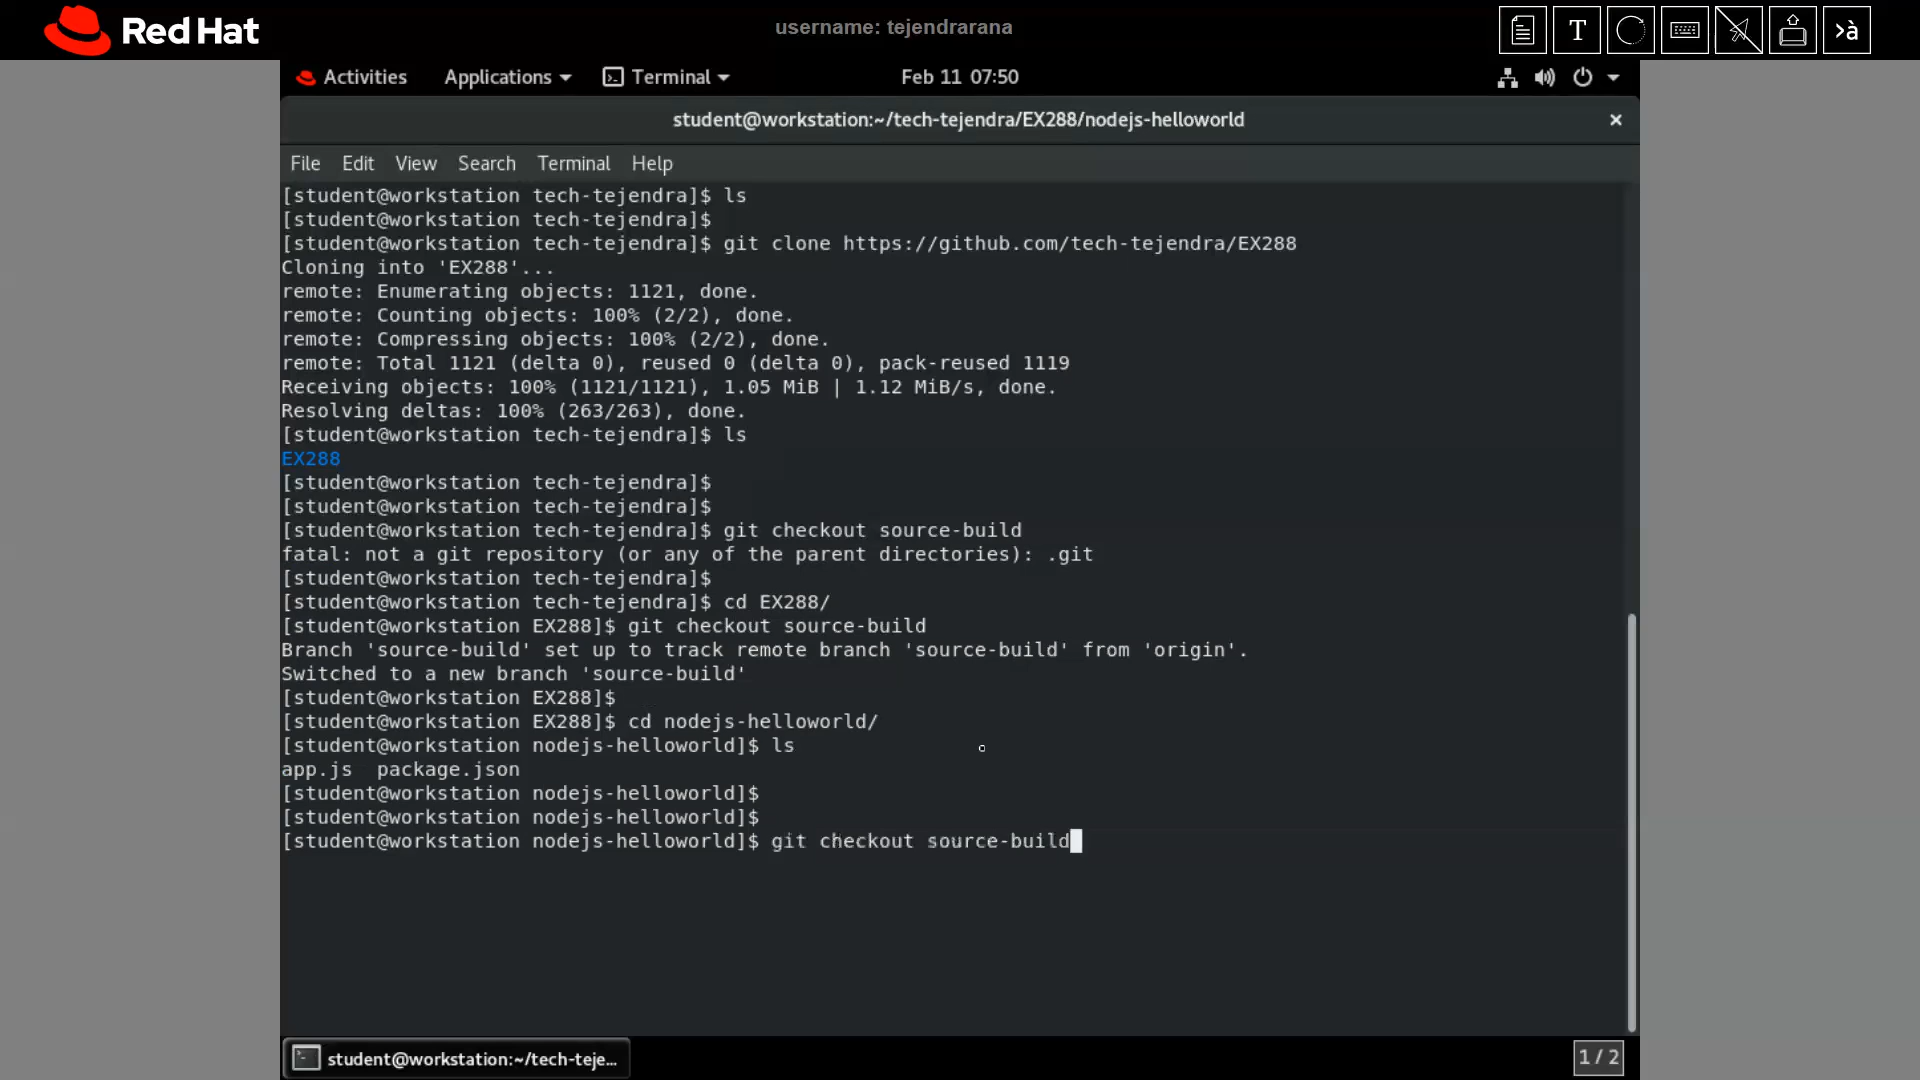 Red Hat
username: tejendrarana
T
>à
Activities Applications Terminal Feb 11 07:50
student@workstation:~/tech-tejendra/EX288/nodejs-helloworld ×
File Edit View Search Terminal Help
[student@workstation tech-tejendra]$ ls
[student@workstation tech-tejendra]$
[student@workstation tech-tejendra]$ git clone https://github.com/tech-tejendra/EX288
Cloning into 'EX288'...
remote: Enumerating objects: 1121, done.
remote: Counting objects: 100% (2/2), done.
remote: Compressing objects: 100% (2/2), done.
remote: Total 1121 (delta 0), reused 0 (delta 0), pack-reused 1119
Receiving objects: 100% (1121/1121), 1.05 MiB | 1.12 MiB/s, done.
Resolving deltas: 100% (263/263), done.
[student@workstation tech-tejendra]$ ls
EX288
[student@workstation tech-tejendra]$
[student@workstation tech-tejendra]$
[student@workstation tech-tejendra]$ git checkout source-build
fatal: not a git repository (or any of the parent directories): .git
[student@workstation tech-tejendra]$
[student@workstation tech-tejendra]$ cd EX288/
[student@workstation EX288]$ git checkout source-build
Branch 'source-build' set up to track remote branch 'source-build' from 'origin'.
Switched to a new branch 'source-build'
[student@workstation EX288]$
[student@workstation EX288]$ cd nodejs-helloworld/
[student@workstation nodejs-helloworld]$ ls
app.js  package.json
[student@workstation nodejs-helloworld]$
[student@workstation nodejs-helloworld]$
[student@workstation nodejs-helloworld]$ git checkout source-build
student@workstation:~/tech-teje...
1 / 2